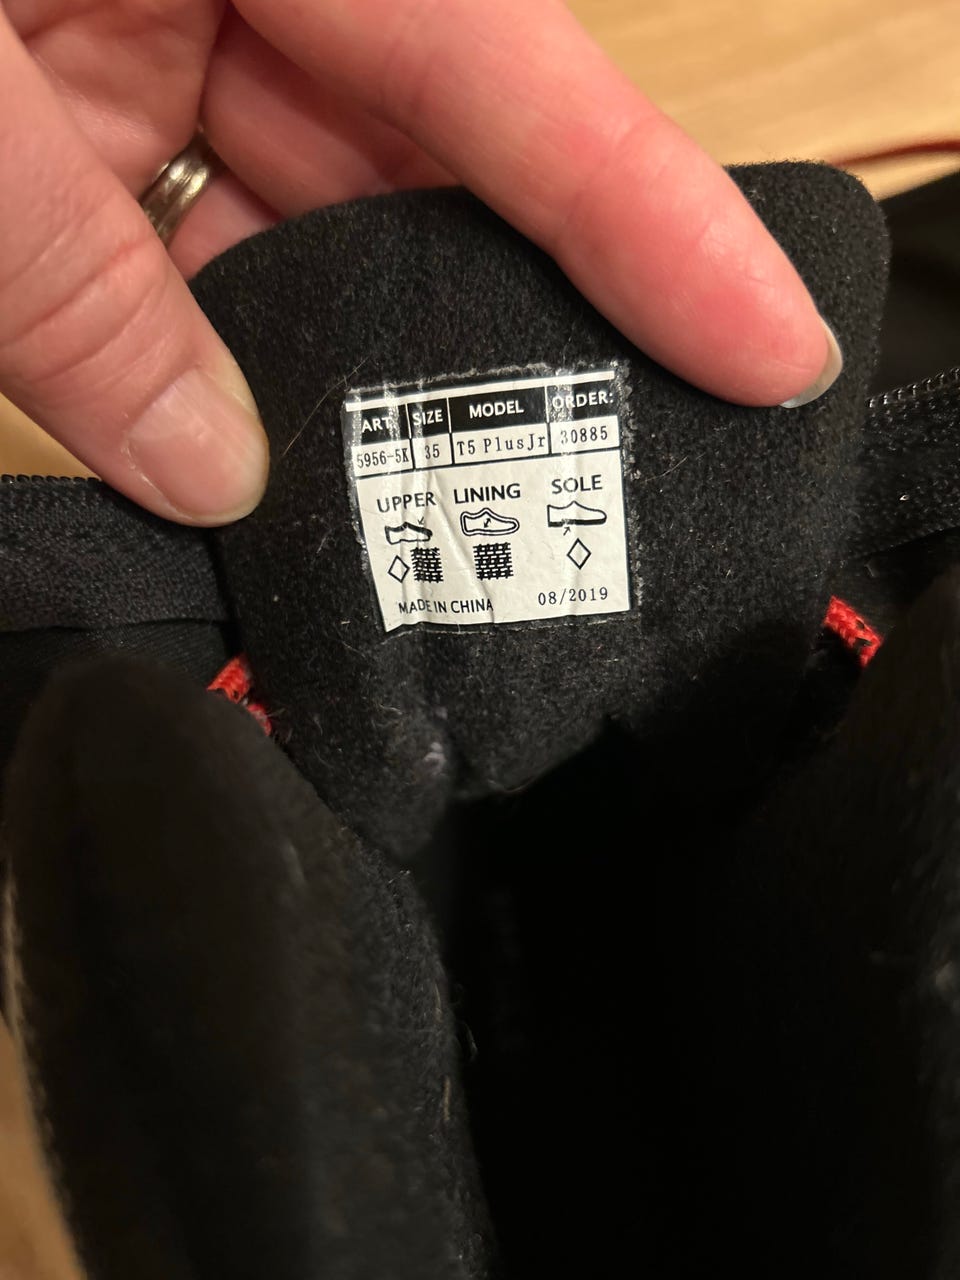 ART. SIZE MODEL ORDER:
5956-5K 35 T5 PlusJr 30885
UPPER LINING SOLE
MADE IN CHINA 08/2019